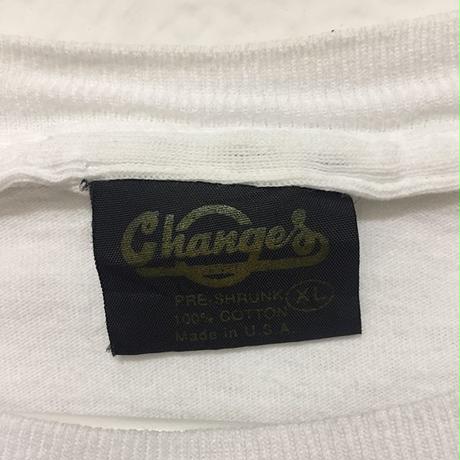 Changes
PRE-SHRUNK XL
100% COTTON
Made in U.S.A.